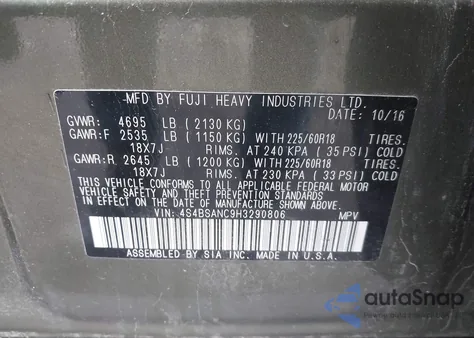 MFD BY FUJI HEAVY INDUSTRIES LTD.
DATE: 10/16
GVWR: 4695 LB ( 2130 KG)
GAWR:F 2535 LB ( 1150 KG) WITH 225/60R18 TIRES.
18X7J RIMS. AT 240 KPA ( 35 PSI) COLD
GAWR:R. 2645 LB ( 1200 KG) WITH 225/60R18 TIRES.
18X7J RIMS. AT 230 KPA ( 33 PSI) COLD
THIS VEHICLE CONFORMS TO ALL APPLICABLE FEDERAL MOTOR
VEHICLE SAFETY AND BUMPER STANDARDS IN EFFECT ON THE
DATE OF MANUFACTURE SHOWN ABOVE.
VIN: 4S4BSANC9H3290806 MPV
ASSEMBLED BY SIA INC. MADE IN U.S.A.
autoSnap